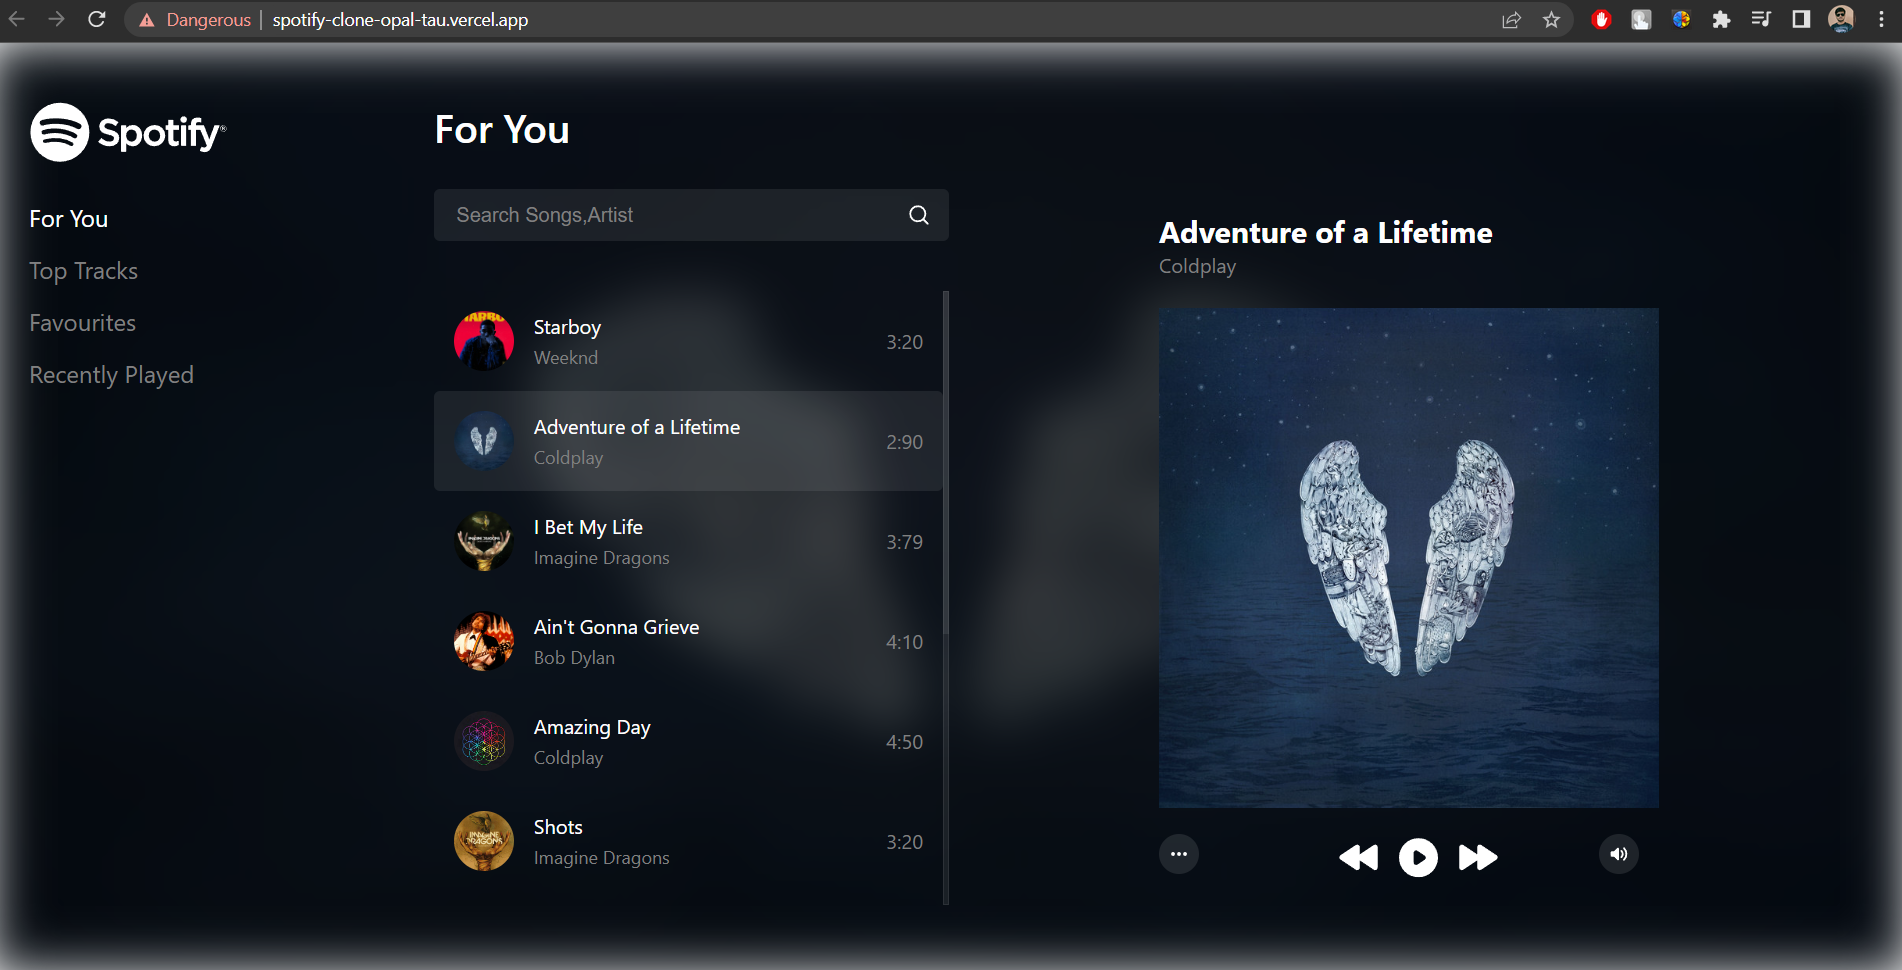 Dangerous spotify-clone-opal-tau.vercel.app
Spotify®
For You
Top Tracks
Favourites
Recently Played
For You
Search Songs,Artist
Starboy
Weeknd
3:20
Adventure of a Lifetime
Coldplay
2:90
I Bet My Life
Imagine Dragons
3:79
Ain't Gonna Grieve
Bob Dylan
4:10
Amazing Day
Coldplay
4:50
IMAGINE DRAGONS
Shots
Imagine Dragons
3:20
Adventure of a Lifetime
Coldplay